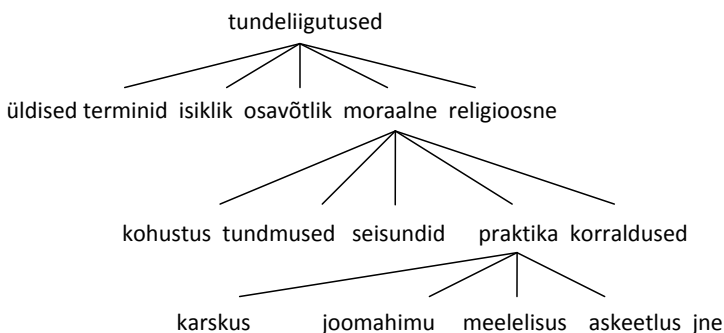 tundeliigutused
üldised terminid isiklik osavõtlik moraalne religioosne
kohustus tundmused seisundid praktika korraldused
karskus joomahimu meelelisus askeetlus jne